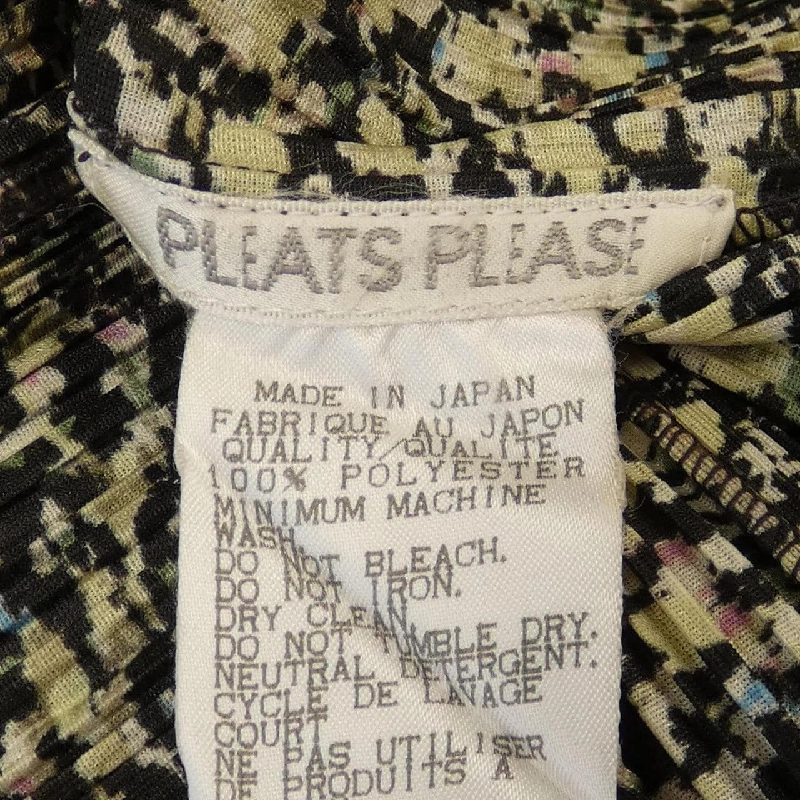 PLEATS PLEASE
MADE IN JAPAN
FABRIQUE AU JAPON
QUALITY/QUALITE
100% POLYESTER
MINIMUM MACHINE
WASH.
DO NOT BLEACH.
DO NOT IRON.
DRY CLEAN
DO NOT TUMBLE DRY.
NEUTRAL DETERGENT.
CYCLE DE LAVAGE
COURT
NE PAS UTILISER
DE PRODUITS A